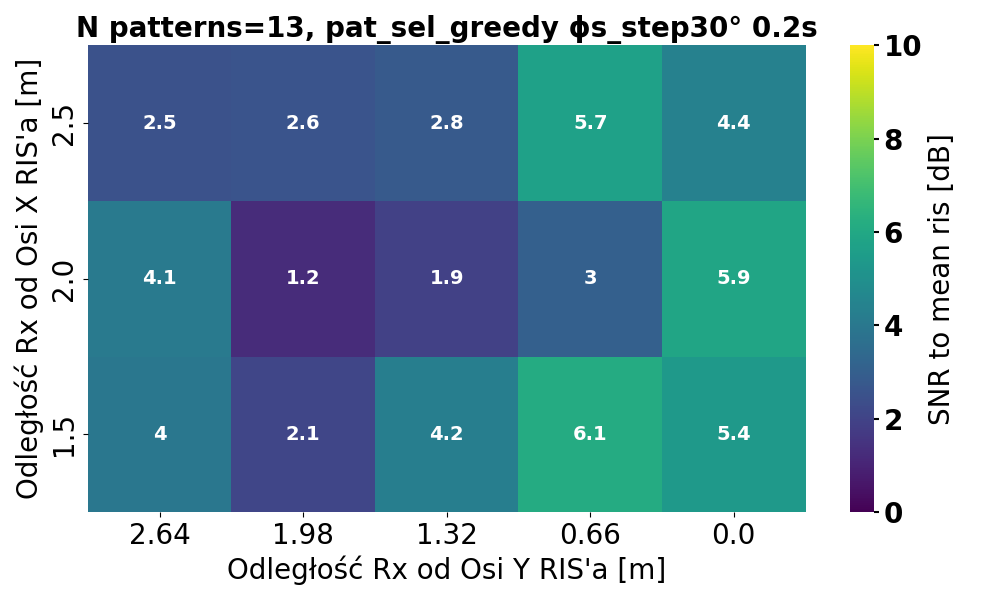 N patterns=13, pat_sel_greedy ϕs_step30° 0.2s
Odległość Rx od Osi X RIS'a [m]
2.5
2.0
1.5
2.5 2.6 2.8 5.7 4.4
4.1 1.2 1.9 3 5.9
4 2.1 4.2 6.1 5.4
2.64 1.98 1.32 0.66 0.0
Odległość Rx od Osi Y RIS'a [m]
10
8
6
4
2
0
SNR to mean ris [dB]